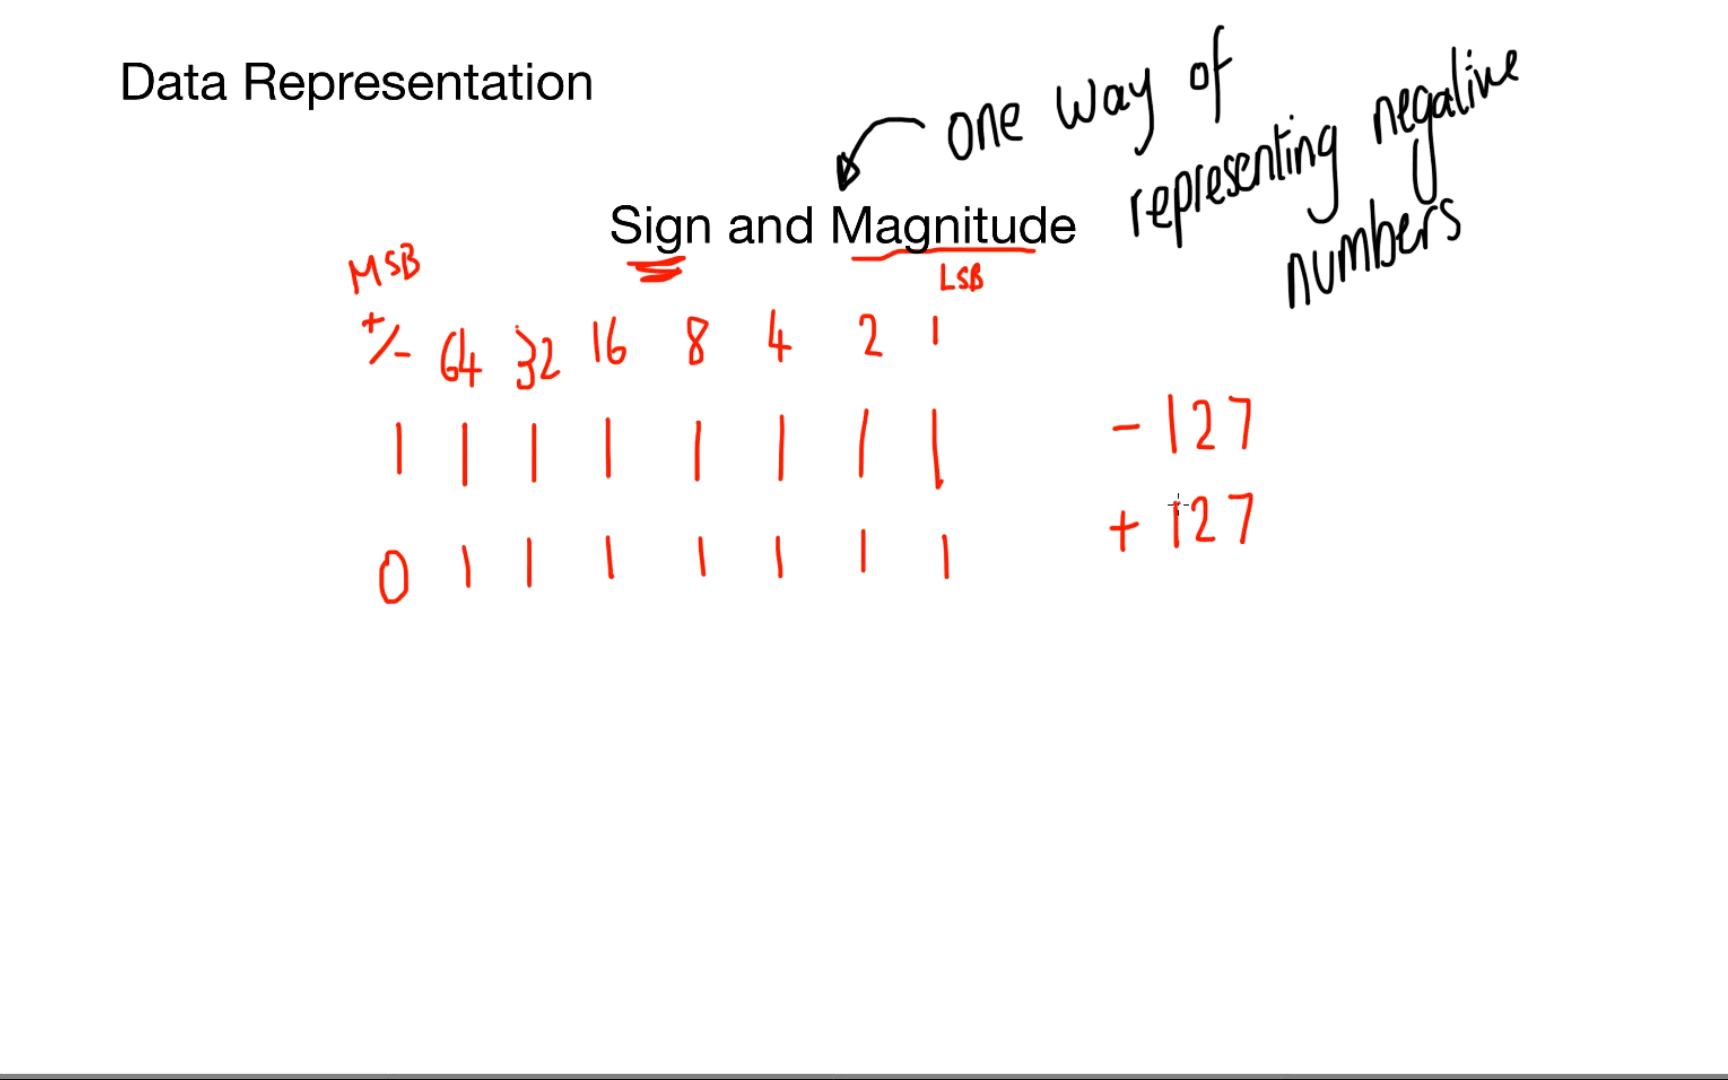 Data Representation
one way of
representing negative
numbers
Sign and Magnitude
MSB
LSB
+/- 64 32 16 8 4 2 1
1 1 1 1 1 1 1 1 -127
0 1 1 1 1 1 1 1 +127